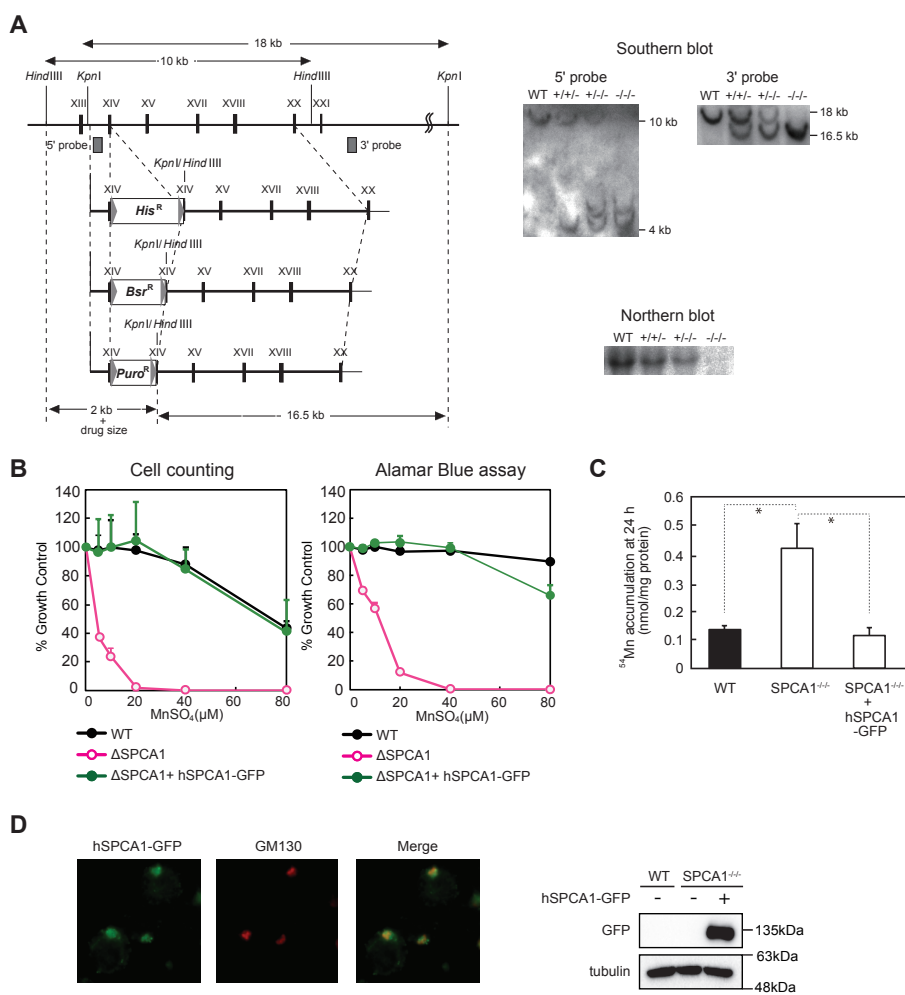 A
18 kb
10 kb
HindIIII KpnI HindIIII KpnI
XIII XIV XV XVII XVIII XX XXI
5' probe 3' probe
KpnI/HindIIII
XIV XIV XV XVII XVIII XX
His^R
KpnI/HindIIII
XIV XIV XV XVII XVIII XX
Bsr^R
KpnI/HindIIII
XIV XIV XV XVII XVIII XX
Puro^R
2 kb
+
drug size
16.5 kb
Southern blot
5' probe
WT +/+/- +/-/- -/-/-
10 kb
4 kb
3' probe
WT +/+/- +/-/- -/-/-
18 kb
16.5 kb
Northern blot
WT +/+/- +/-/- -/-/-
B
Cell counting
% Growth Control
140
120
100
80
60
40
20
0
0 20 40 60 80
MnSO₄(µM)
WT
ΔSPCA1
ΔSPCA1+ hSPCA1-GFP
Alamar Blue assay
% Growth Control
140
120
100
80
60
40
20
0
0 20 40 60 80
MnSO₄(µM)
WT
ΔSPCA1
ΔSPCA1+ hSPCA1-GFP
C
⁵⁴Mn accumulation at 24 h
(nmol/mg protein)
0.6
0.5
0.4
0.3
0.2
0.1
0
* *
WT SPCA1⁻/⁻/⁻ SPCA1⁻/⁻/⁻
+
hSPCA1
-GFP
D
hSPCA1-GFP GM130 Merge
WT SPCA1⁻/⁻/⁻
hSPCA1-GFP - - +
GFP
135kDa
63kDa
tubulin
48kDa